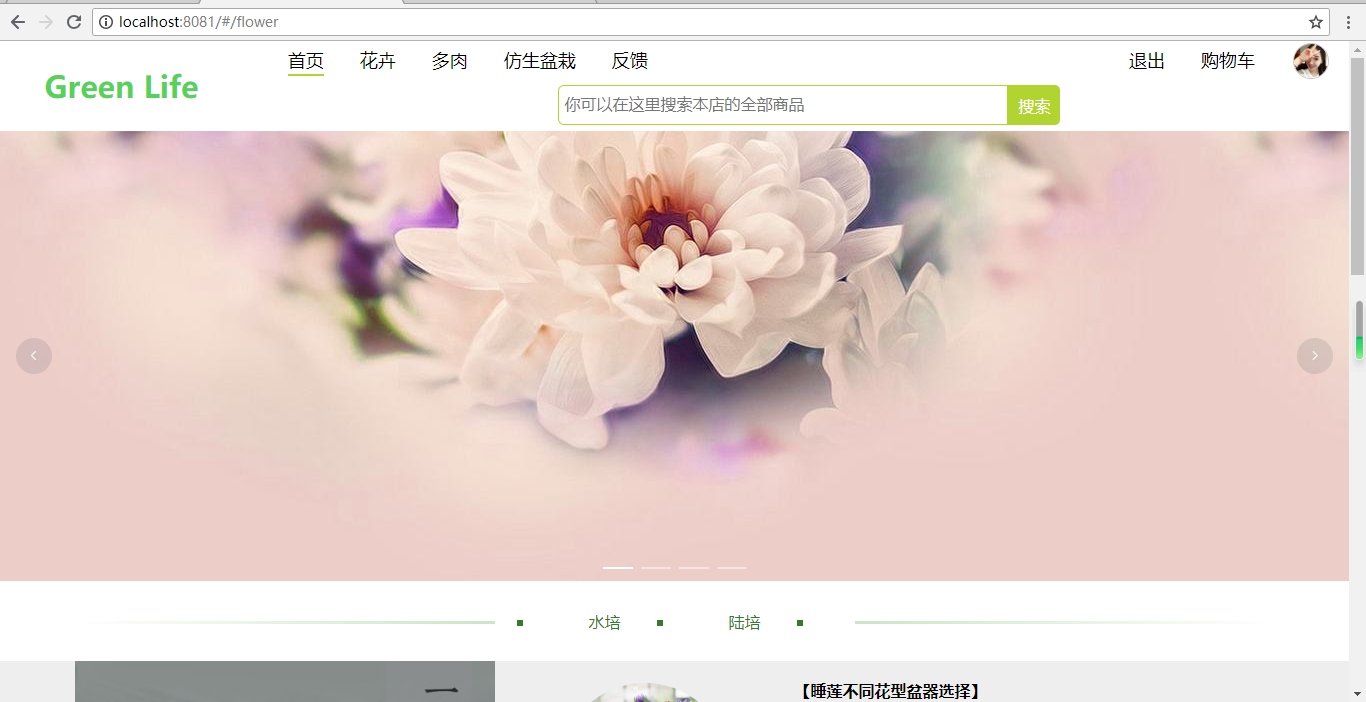 localhost:8081/#/flower
首页 花卉 多肉 仿生盆栽 反馈 退出 购物车
Green Life
你可以在这里搜索本店的全部商品 搜索
水培 陆培
一
【睡莲不同花型盆器选择】